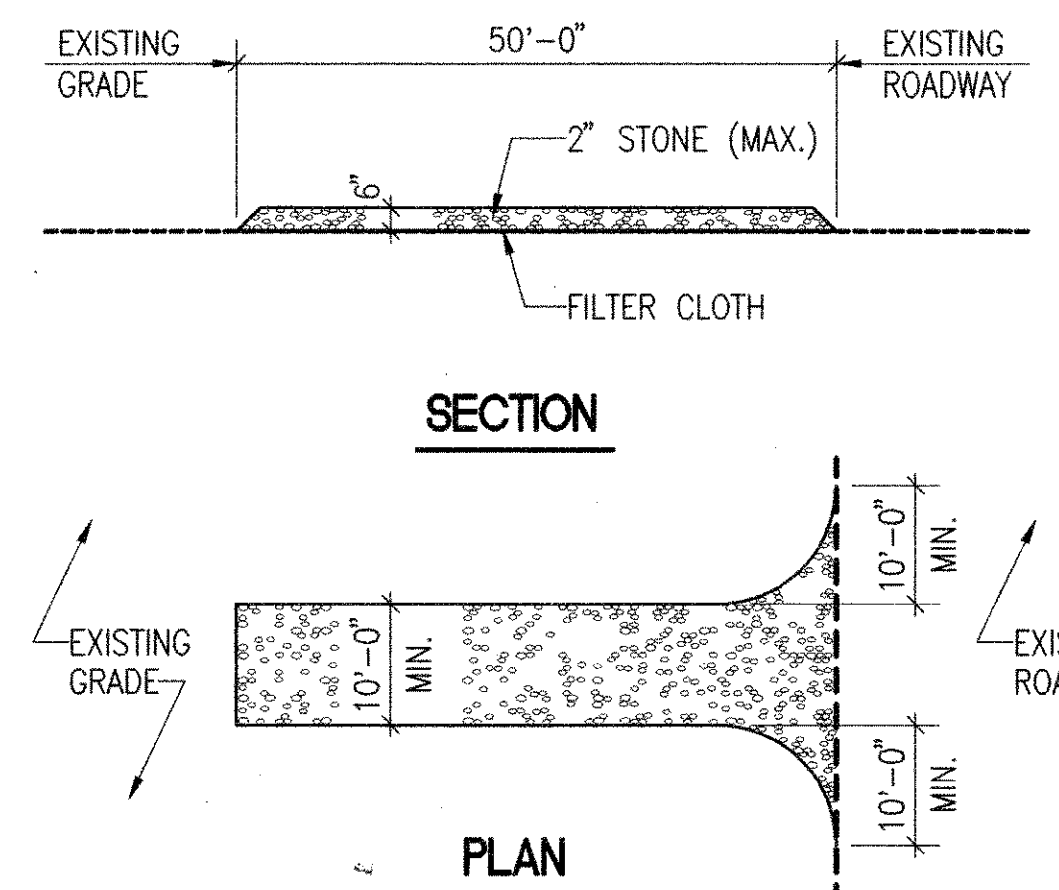 EXISTING
GRADE
50'-0"
EXISTING
ROADWAY
2" STONE (MAX.)
6"
FILTER CLOTH
SECTION
10'-0"
MIN.
EXISTING
GRADE
10'-0"
MIN.
10'-0"
MIN.
PLAN